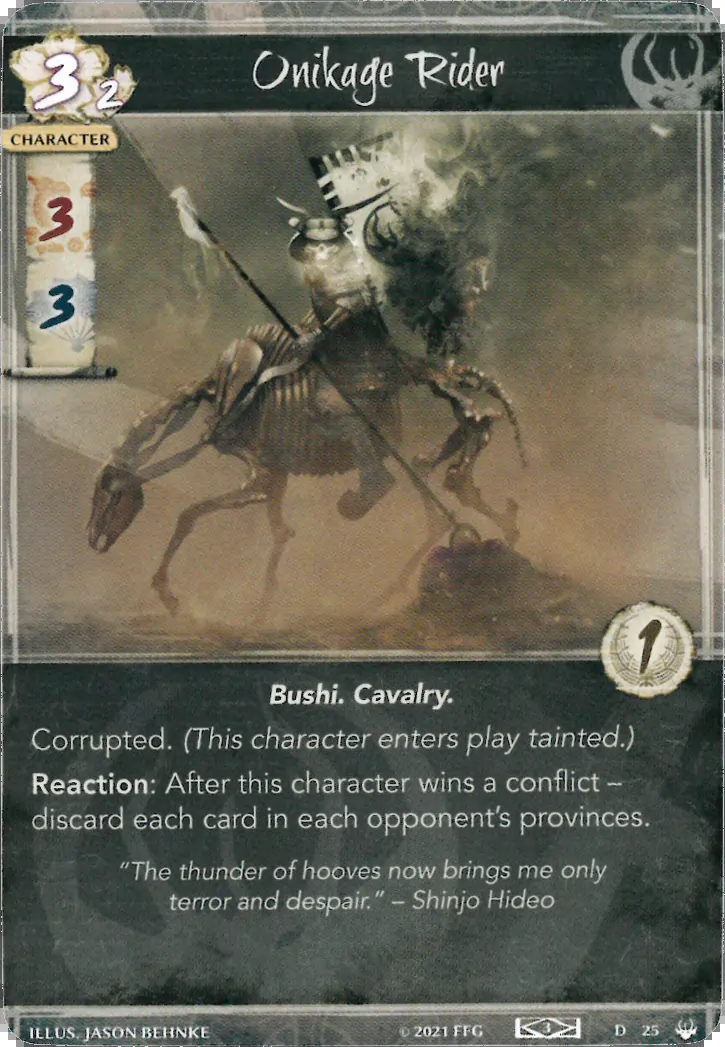 Onikage Rider
3
2
CHARACTER
3
3
1
Bushi. Cavalry.
Corrupted. (This character enters play tainted.)
Reaction: After this character wins a conflict –
discard each card in each opponent's provinces.
"The thunder of hooves now brings me only
terror and despair." – Shinjo Hideo
ILLUS. JASON BEHNKE
© 2021 FFG
3
D 25